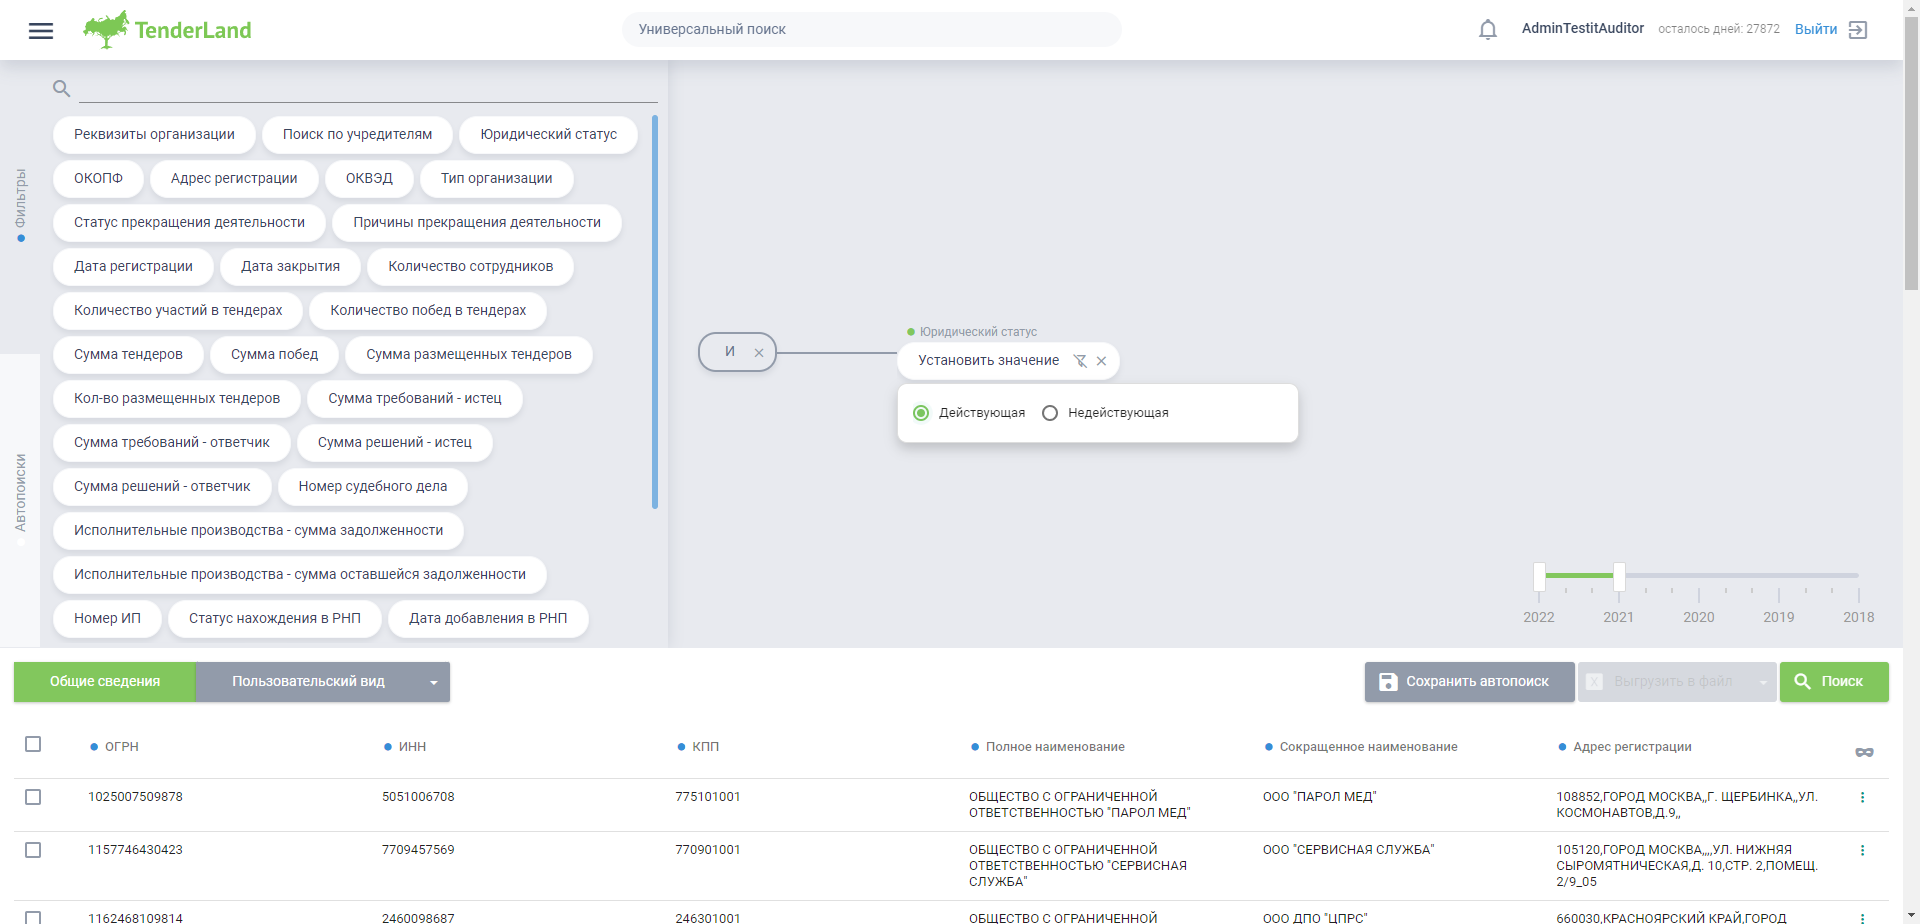 TenderLand
Универсальный поиск
AdminTestitAuditor
осталось дней: 27872
Выйти
Фильтры
Автопоиски
Реквизиты организации
Поиск по учредителям
Юридический статус
ОКОПФ
Адрес регистрации
ОКВЭД
Тип организации
Статус прекращения деятельности
Причины прекращения деятельности
Дата регистрации
Дата закрытия
Количество сотрудников
Количество участий в тендерах
Количество побед в тендерах
Сумма тендеров
Сумма побед
Сумма размещенных тендеров
Кол-во размещенных тендеров
Сумма требований - истец
Сумма требований - ответчик
Сумма решений - истец
Сумма решений - ответчик
Номер судебного дела
Исполнительные производства - сумма задолженности
Исполнительные производства - сумма оставшейся задолженности
Номер ИП
Статус нахождения в РНП
Дата добавления в РНП
И
Юридический статус
Установить значение
Действующая
Недействующая
2022
2021
2020
2019
2018
Общие сведения
Пользовательский вид
Сохранить автопоиск
Выгрузить в файл
Поиск
ОГРН
ИНН
КПП
Полное наименование
Сокращенное наименование
Адрес регистрации
1025007509878
5051006708
775101001
ОБЩЕСТВО С ОГРАНИЧЕННОЙ
ОТВЕТСТВЕННОСТЬЮ "ПАРОЛ МЕД"
ООО "ПАРОЛ МЕД"
108852,ГОРОД МОСКВА,,Г. ЩЕРБИНКА,,УЛ.
КОСМОНАВТОВ,Д.9,,
1157746430423
7709457569
770901001
ОБЩЕСТВО С ОГРАНИЧЕННОЙ
ОТВЕТСТВЕННОСТЬЮ "СЕРВИСНАЯ
СЛУЖБА"
ООО "СЕРВИСНАЯ СЛУЖБА"
105120,ГОРОД МОСКВА,,,,УЛ. НИЖНЯЯ
СЫРОМЯТНИЧЕСКАЯ,Д. 10,СТР. 2,ПОМЕЩ.
2/9_05
1162468109814
2460098687
246301001
ОБЩЕСТВО С ОГРАНИЧЕННОЙ
ООО ДПО "ЦПРС"
660030,КРАСНОЯРСКИЙ КРАЙ,ГОРОД